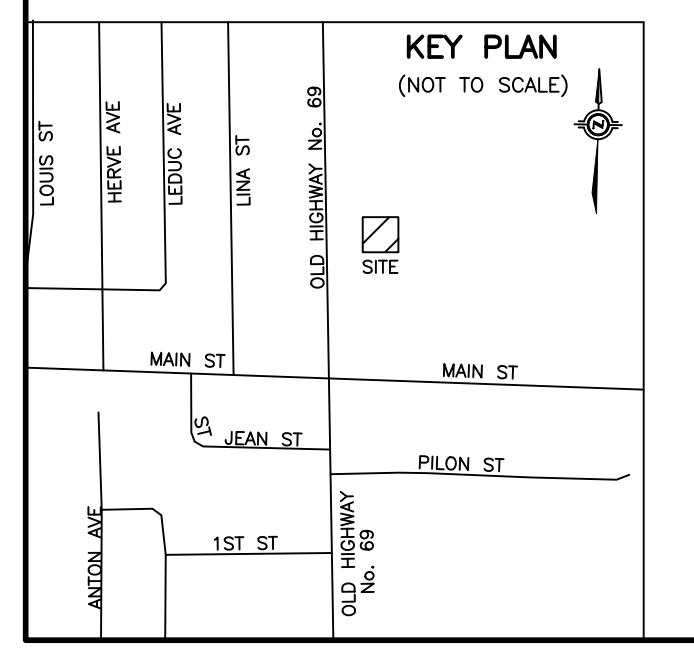 KEY PLAN
(NOT TO SCALE)
N
LOUIS ST
HERVE AVE
LEDUC AVE
LINA ST
OLD HIGHWAY No. 69
SITE
MAIN ST
MAIN ST
ST JEAN ST
PILON ST
ANTON AVE
1ST ST
OLD HIGHWAY
No. 69